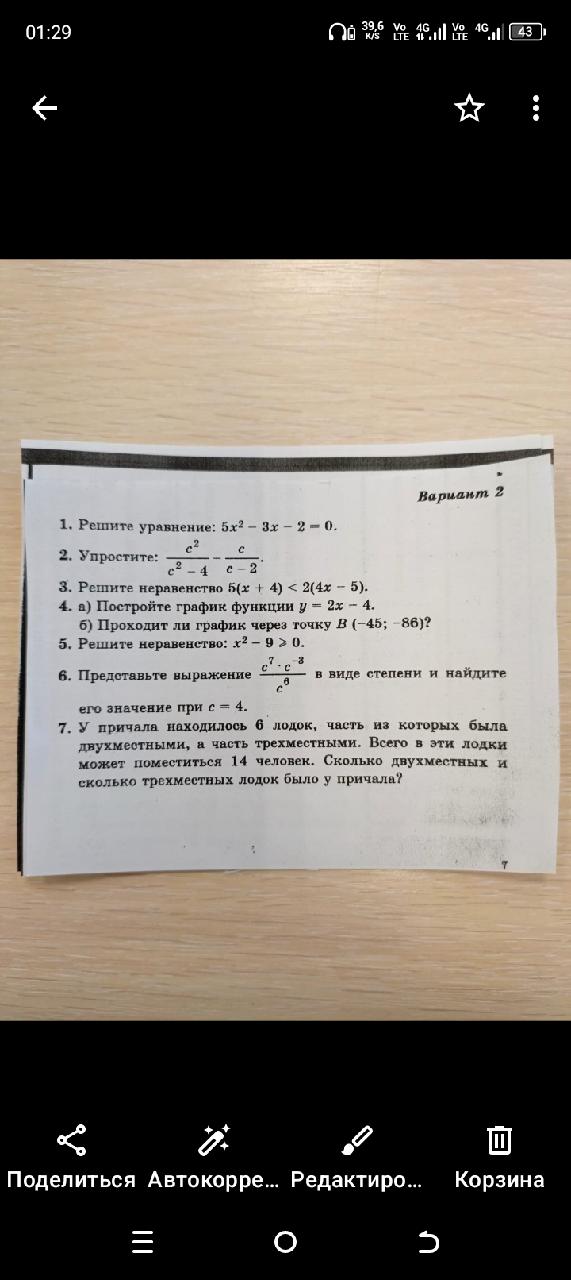 01:29
39,6 K/S Vo LTE 4G Vo LTE 4G 43
Вариант 2
1. Решите уравнение: 5x² − 3x − 2 = 0.
2. Упростите: c²/(c² − 4) − c/(c − 2).
3. Решите неравенство 5(x + 4) < 2(4x − 5).
4. а) Постройте график функции y = 2x − 4.
б) Проходит ли график через точку B (−45; −86)?
5. Решите неравенство: x² − 9 ⩾ 0.
6. Представьте выражение (c⁷ · c⁻³)/c⁶ в виде степени и найдите
его значение при c = 4.
7. У причала находилось 6 лодок, часть из которых была
двухместными, а часть трехместными. Всего в эти лодки
может поместиться 14 человек. Сколько двухместных и
сколько трехместных лодок было у причала?
7
Поделиться Автокорре... Редактиро... Корзина